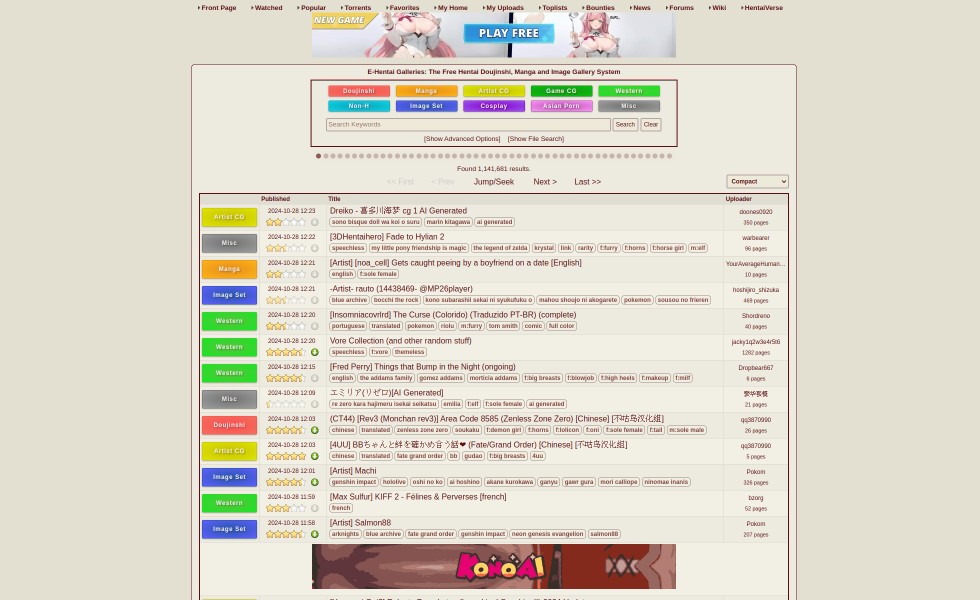 Front Page Watched Popular Torrents Favorites My Home My Uploads Toplists Bounties News Forums Wiki HentaiVerse
NEW GAME
PLAY FREE
E-Hentai Galleries: The Free Hentai Doujinshi, Manga and Image Gallery System
Doujinshi Manga Artist CG Game CG Western
Non-H Image Set Cosplay Asian Porn Misc
Search Keywords Search Clear
[Show Advanced Options] [Show File Search]
Found 1,141,681 results.
<< First < Prev Jump/Seek Next > Last >> Compact
Published Title Uploader
Artist CG 2024-10-28 12:23 Dreiko - 喜多川海梦 cg 1 AI Generated doones0920
sono bisque doll wa koi o suru marin kitagawa ai generated 350 pages
Misc 2024-10-28 12:22 [3DHentaihero] Fade to Hylian 2 warbearer
speechless my little pony friendship is magic the legend of zelda krystal link rarity f:furry f:horns f:horse girl m:elf 96 pages
Manga 2024-10-28 12:21 [Artist] [noa_cell] Gets caught peeing by a boyfriend on a date [English] YourAverageHuman...
english f:sole female 10 pages
Image Set 2024-10-28 12:21 -Artist- rauto (14438469- @MP26player) hoshijiro_shizuka
blue archive bocchi the rock kono subarashii sekai ni syukufuku o mahou shoujo ni akogarete pokemon sousou no frieren 469 pages
Western 2024-10-28 12:20 [Insomniacovrlrd] The Curse (Colorido) (Traduzido PT-BR) (complete) Shordreno
portuguese translated pokemon riolu m:furry tom smith comic full color 40 pages
Western 2024-10-28 12:20 Vore Collection (and other random stuff) jacky1q2w3e4r5t6
speechless f:vore themeless 1282 pages
Western 2024-10-28 12:15 [Fred Perry] Things that Bump in the Night (ongoing) Dropbear667
english the addams family gomez addams morticia addams f:big breasts f:blowjob f:high heels f:makeup f:milf 6 pages
Misc 2024-10-28 12:09 エミリア(リゼロ)[AI Generated]
re zero kara hajimeru isekai seikatsu emilia f:elf f:sole female ai generated 21 pages
Doujinshi 2024-10-28 12:03 (CT44) [Rev3 (Monchan rev3)] Area Code 8585 (Zenless Zone Zero) [Chinese] [不咕鸟汉化组] qq3870990
chinese translated zenless zone zero soukaku f:demon girl f:horns f:lolicon f:oni f:sole female f:tail m:sole male 26 pages
Artist CG 2024-10-28 12:03 [4UU] BBちゃんと絆を確かめ合う話❤ (Fate/Grand Order) [Chinese] [不咕鸟汉化组] qq3870990
chinese translated fate grand order bb gudao f:big breasts 4uu 5 pages
Image Set 2024-10-28 12:01 [Artist] Machi Pokom
genshin impact hololive oshi no ko ai hoshino akane kurokawa ganyu gawr gura mori calliope ninomae inanis 326 pages
Western 2024-10-28 11:59 [Max Sulfur] KIFF 2 - Félines & Perverses [french] bzorg
french 52 pages
Image Set 2024-10-28 11:58 [Artist] Salmon88 Pokom
arknights blue archive fate grand order genshin impact neon genesis evangelion salmon88 207 pages
KONOAI